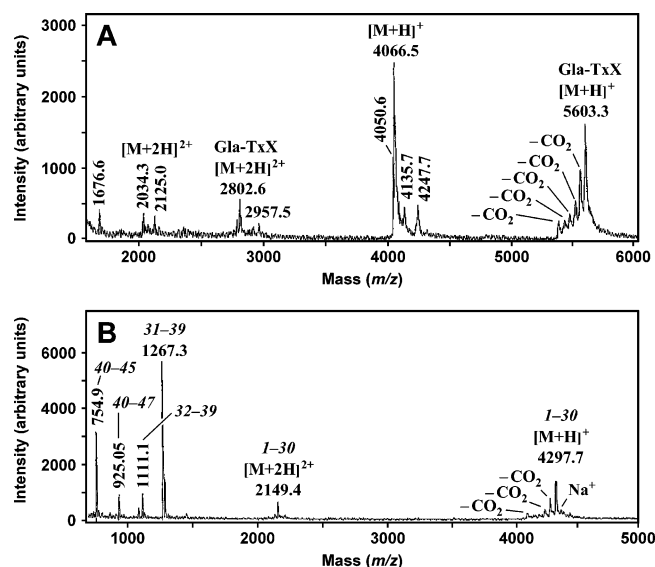 A
Intensity (arbitrary units)
3000
2000
1000
0
1676.6
[M+2H]2+
2034.3
2125.0
Gla-TxX
[M+2H]2+
2802.6
2957.5
[M+H]+
4066.5
4050.6
4135.7
4247.7
Gla-TxX
[M+H]+
5603.3
–CO2
–CO2
–CO2
–CO2
–CO2
2000
3000
4000
5000
6000
Mass (m/z)
B
Intensity (arbitrary units)
6000
4000
2000
0
40–45
754.9
40–47
925.05
1111.1
32–39
31–39
1267.3
1–30
[M+2H]2+
2149.4
1–30
[M+H]+
4297.7
–CO2
–CO2
–CO2
Na+
1000
2000
3000
4000
5000
Mass (m/z)